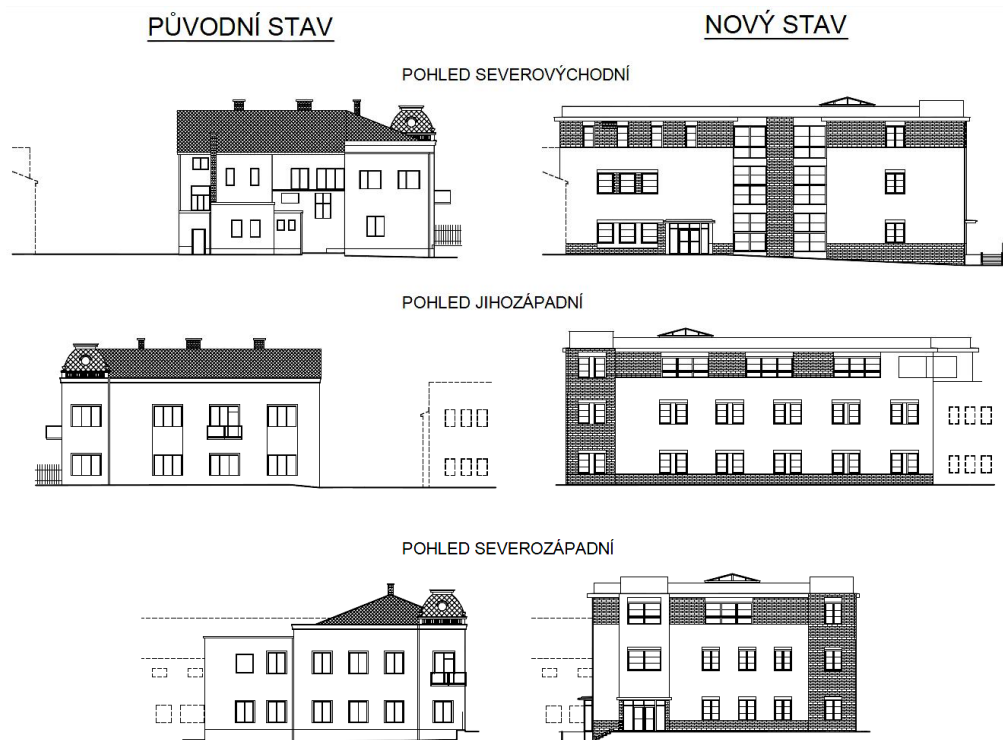 PŮVODNÍ STAV
NOVÝ STAV
POHLED SEVEROVÝCHODNÍ
POHLED JIHOZÁPADNÍ
POHLED SEVEROZÁPADNÍ